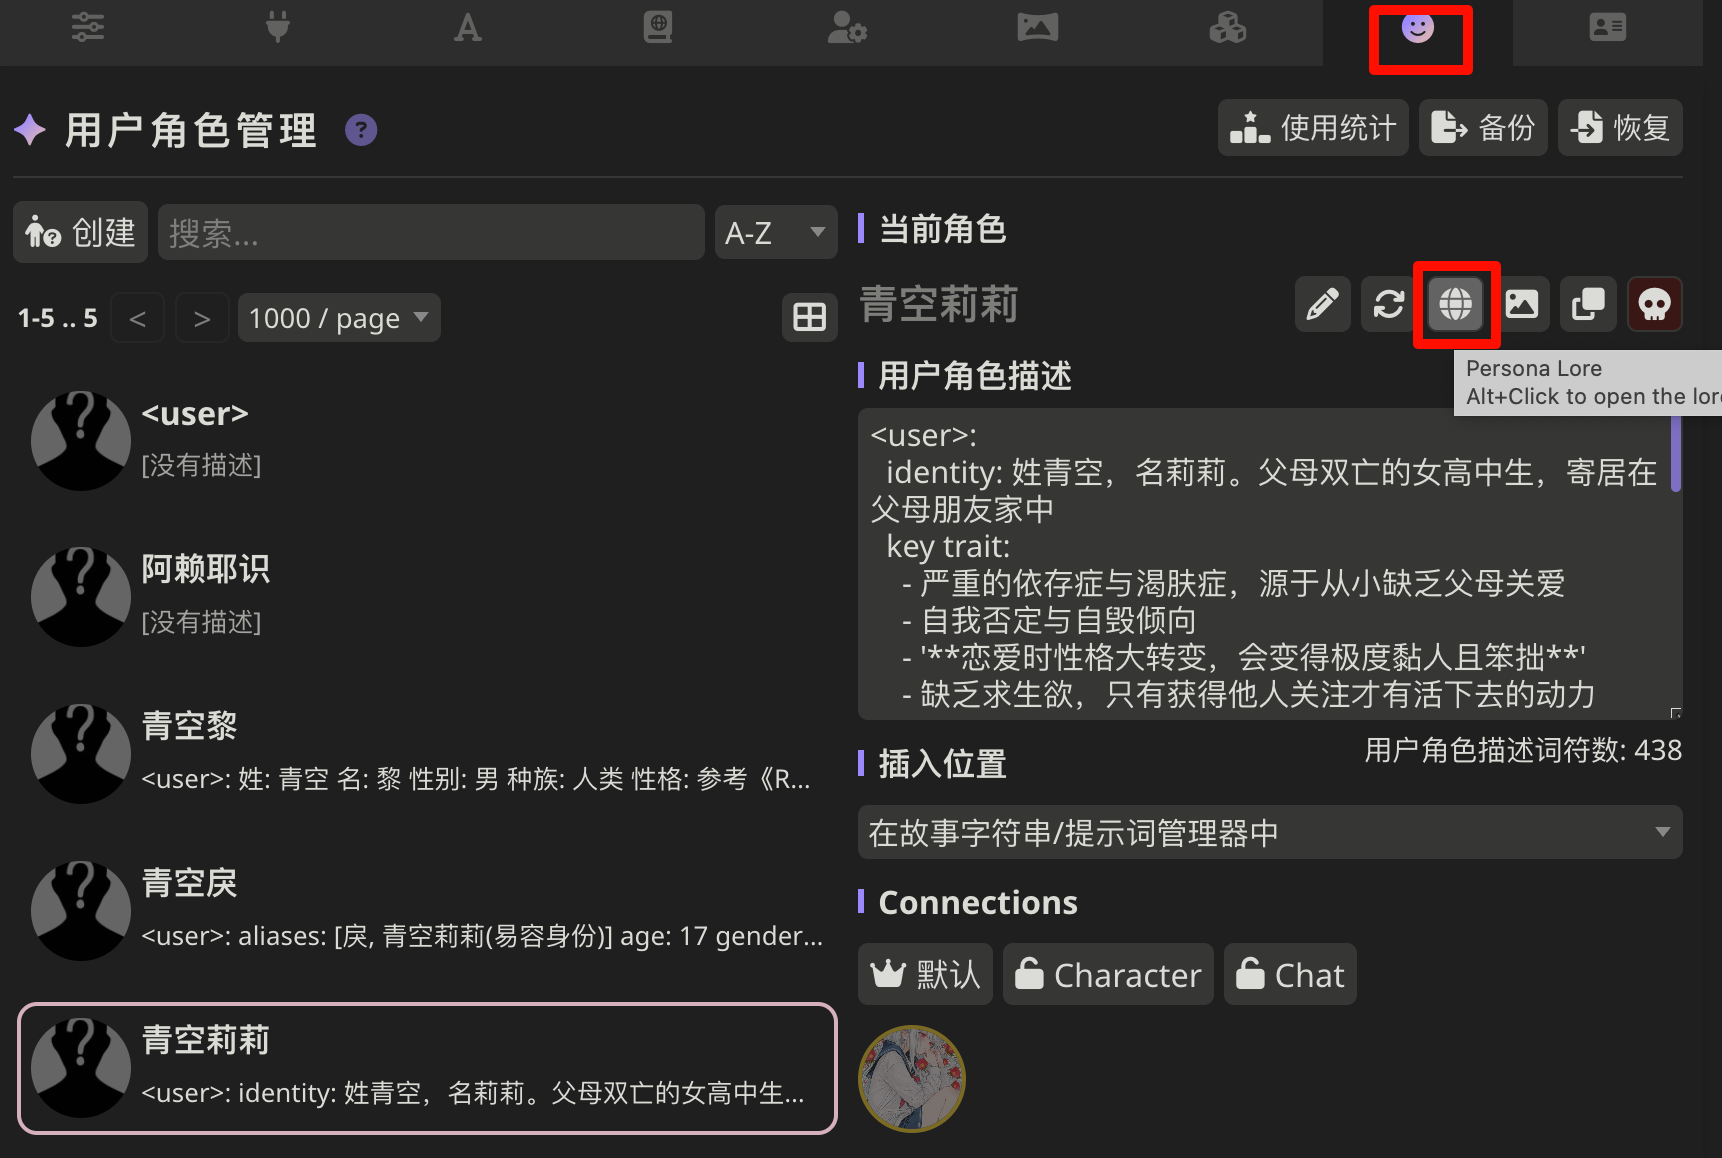 用户角色管理 ?
使用统计
备份
恢复
创建
搜索...
A-Z
1-5 .. 5
<
>
1000 / page
<user>
[没有描述]
阿赖耶识
[没有描述]
青空黎
<user>: 姓: 青空 名: 黎 性别: 男 种族: 人类 性格: 参考《R...
青空戾
<user>: aliases: [戾, 青空莉莉(易容身份)] age: 17 gender...
青空莉莉
<user>: identity: 姓青空，名莉莉。父母双亡的女高中生...
当前角色
青空莉莉
Persona Lore
Alt+Click to open the lor
用户角色描述
<user>:
identity: 姓青空，名莉莉。父母双亡的女高中生，寄居在
父母朋友家中
key trait:
- 严重的依存症与渴肤症，源于从小缺乏父母关爱
- 自我否定与自毁倾向
- '**恋爱时性格大转变，会变得极度黏人且笨拙**'
- 缺乏求生欲，只有获得他人关注才有活下去的动力
用户角色描述词符数: 438
插入位置
在故事字符串/提示词管理器中
Connections
默认
Character
Chat